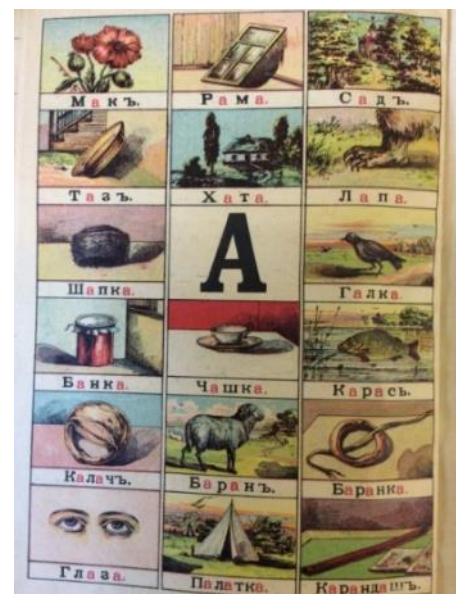 Макъ. Рама. Садъ.
Тазъ. Хата. Лапа.
А
Шапка. Галка.
Банка. Чашка. Карась.
Калачъ. Баранъ. Баранка.
Глаза. Палатка. Карандашъ.